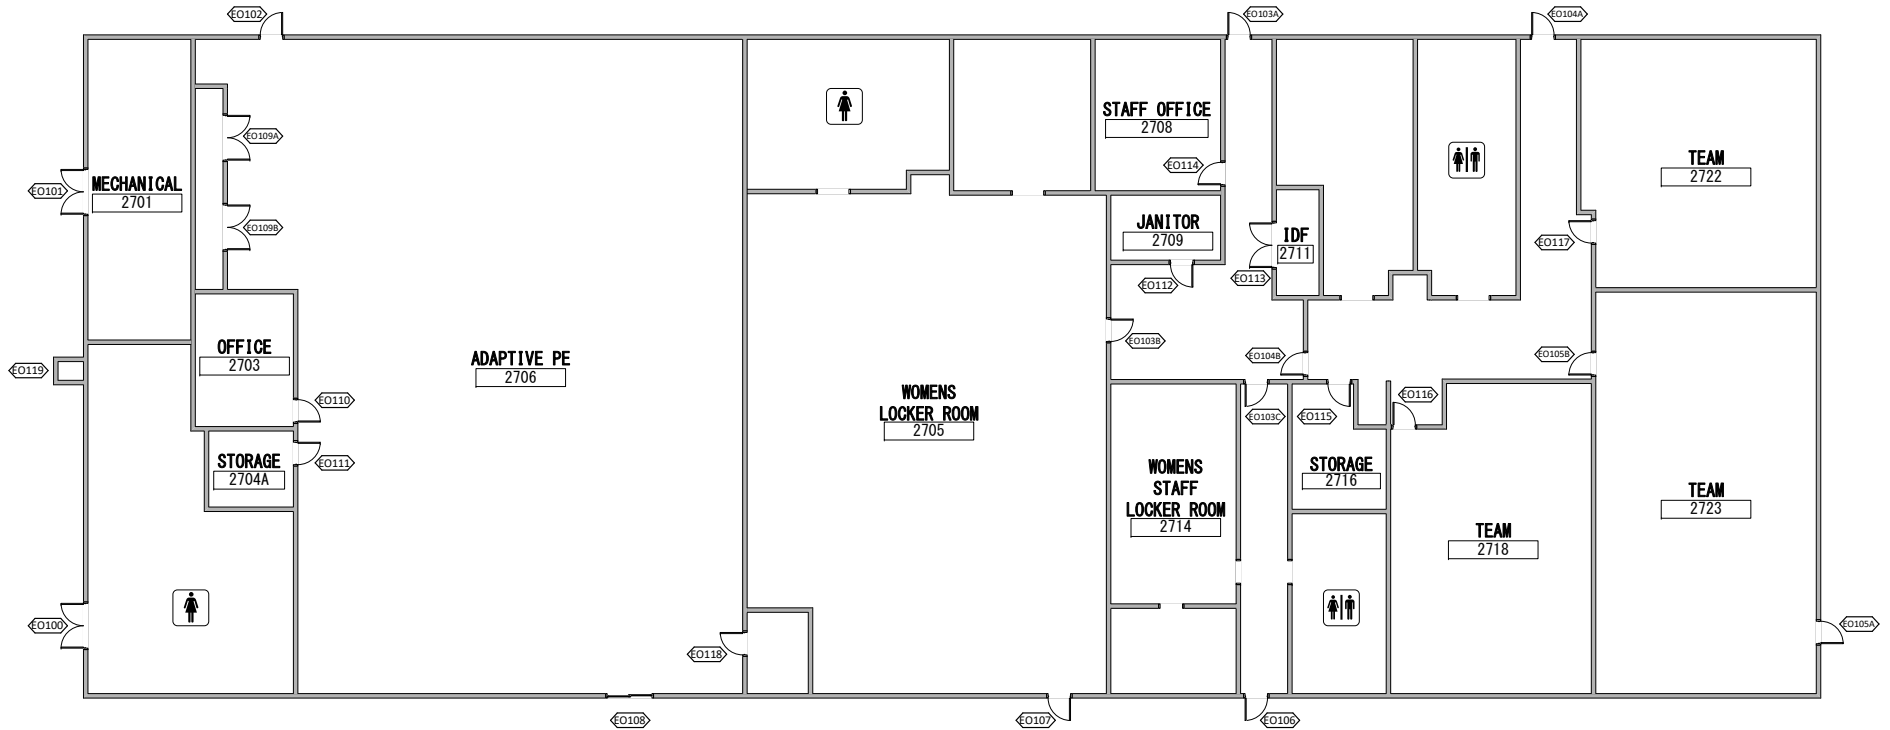 EO102
EO103A
EO104A
EO109A
STAFF OFFICE
2708
EO114
TEAM
2722
EO101
MECHANICAL
2701
EO109B
JANITOR
2709
IDF
2711
EO117
EO112
EO113
EO119
OFFICE
2703
ADAPTIVE PE
2706
EO103B
EO104B
EO105B
EO110
WOMENS
LOCKER ROOM
2705
EO103C
EO115
EO116
STORAGE
2704A
EO111
WOMENS
STAFF
LOCKER ROOM
2714
STORAGE
2716
TEAM
2718
TEAM
2723
EO100
EO118
EO105A
EO108
EO107
EO106